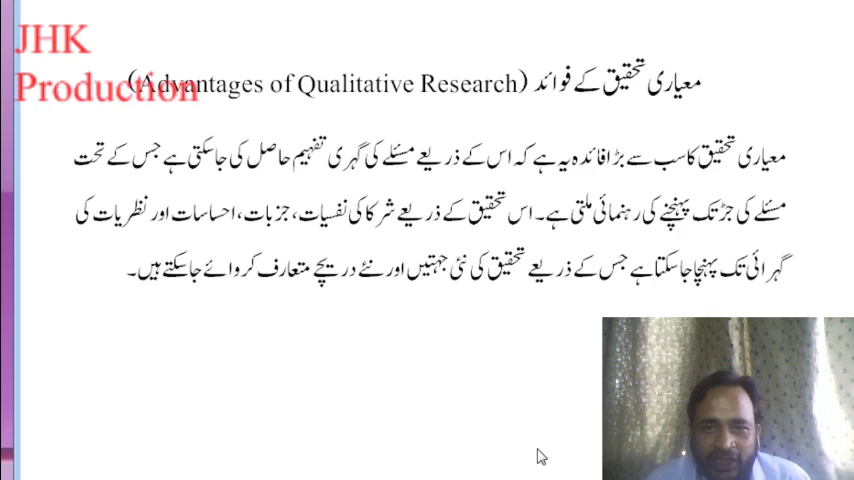 JHK
Production
معیاری تحقیق کے فوائد (Advantages of Qualitative Research)
معیاری تحقیق کا سب سے بڑا فائدہ یہ ہے کہ اس کے ذریعے مسئلے کی گہری تفہیم حاصل کی جاسکتی ہے جس کے تحت
مسئلے کی جڑ تک پہنچنے کی رہنمائی ملتی ہے۔ اس تحقیق کے ذریعے شرکا کی نفسیات، جزبات، احساسات اور نظریات کی
گہرائی تک پہنچا جاسکتا ہے جس کے ذریعے تحقیق کی نئی جہتیں اور نئے دریچے متعارف کروائے جاسکتے ہیں۔